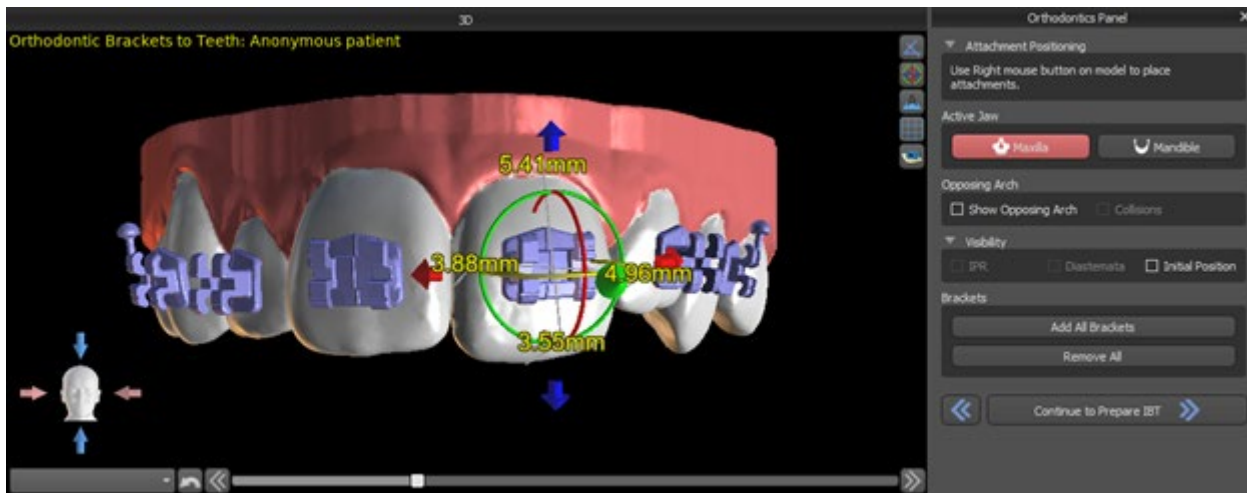 3D
Orthodontic Brackets to Teeth: Anonymous patient
5.41mm
3.88mm
4.96mm
3.55mm
Orthodontics Panel
Attachment Positioning
Use Right mouse button on model to place
attachments.
Active Jaw
Maxilla
Mandible
Opposing Arch
Show Opposing Arch
Collisions
Visibility
IPR
Diastemata
Initial Position
Brackets
Add All Brackets
Remove All
Continue to Prepare IBT